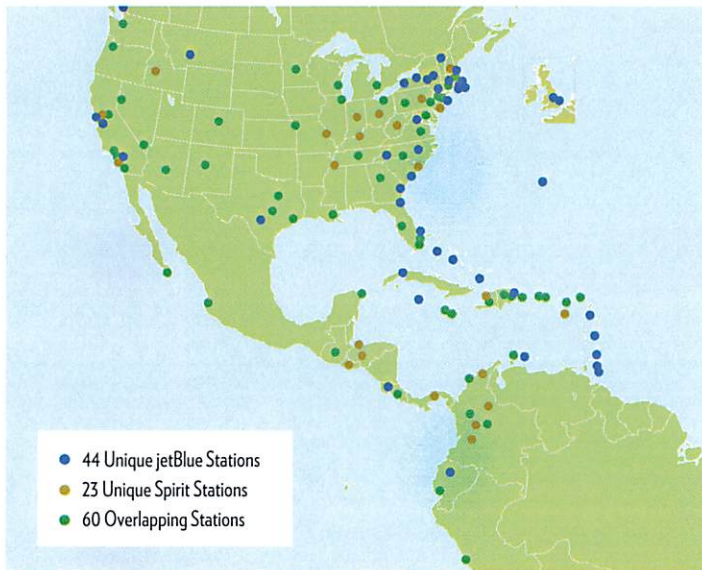 44 Unique jetBlue Stations
23 Unique Spirit Stations
60 Overlapping Stations